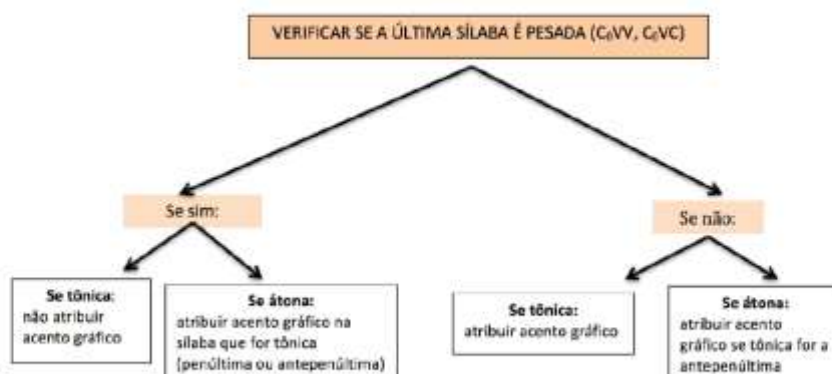 VERIFICAR SE A ÚLTIMA SÍLABA É PESADA (C₀VV, C₀VC)
Se sim:
Se não:
Se tônica:
não atribuir
acento gráfico
Se átona:
atribuir acento gráfico na
sílaba que for tônica
(penúltima ou antepenúltima)
Se tônica:
atribuir acento gráfico
Se átona:
atribuir acento
gráfico se tônica for a
antepenúltima